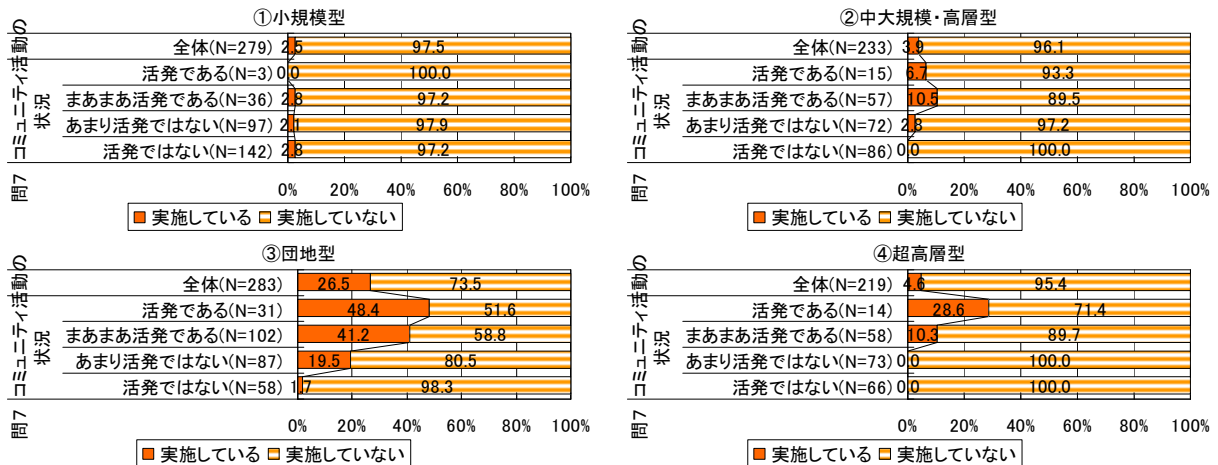 ①小規模型
問7 コミュニティ活動の状況
全体(N=279) 2.5 97.5
活発である(N=3) 0.0 100.0
まあまあ活発である(N=36) 2.8 97.2
あまり活発ではない(N=97) 2.1 97.9
活発ではない(N=142) 2.8 97.2
0% 20% 40% 60% 80% 100%
実施している 実施していない
②中大規模・高層型
問7 コミュニティ活動の状況
全体(N=233) 3.9 96.1
活発である(N=15) 6.7 93.3
まあまあ活発である(N=57) 10.5 89.5
あまり活発ではない(N=72) 2.8 97.2
活発ではない(N=86) 0.0 100.0
0% 20% 40% 60% 80% 100%
実施している 実施していない
③団地型
問7 コミュニティ活動の状況
全体(N=283) 26.5 73.5
活発である(N=31) 48.4 51.6
まあまあ活発である(N=102) 41.2 58.8
あまり活発ではない(N=87) 19.5 80.5
活発ではない(N=58) 1.7 98.3
0% 20% 40% 60% 80% 100%
実施している 実施していない
④超高層型
問7 コミュニティ活動の状況
全体(N=219) 4.6 95.4
活発である(N=14) 28.6 71.4
まあまあ活発である(N=58) 10.3 89.7
あまり活発ではない(N=73) 0.0 100.0
活発ではない(N=66) 0.0 100.0
0% 20% 40% 60% 80% 100%
実施している 実施していない